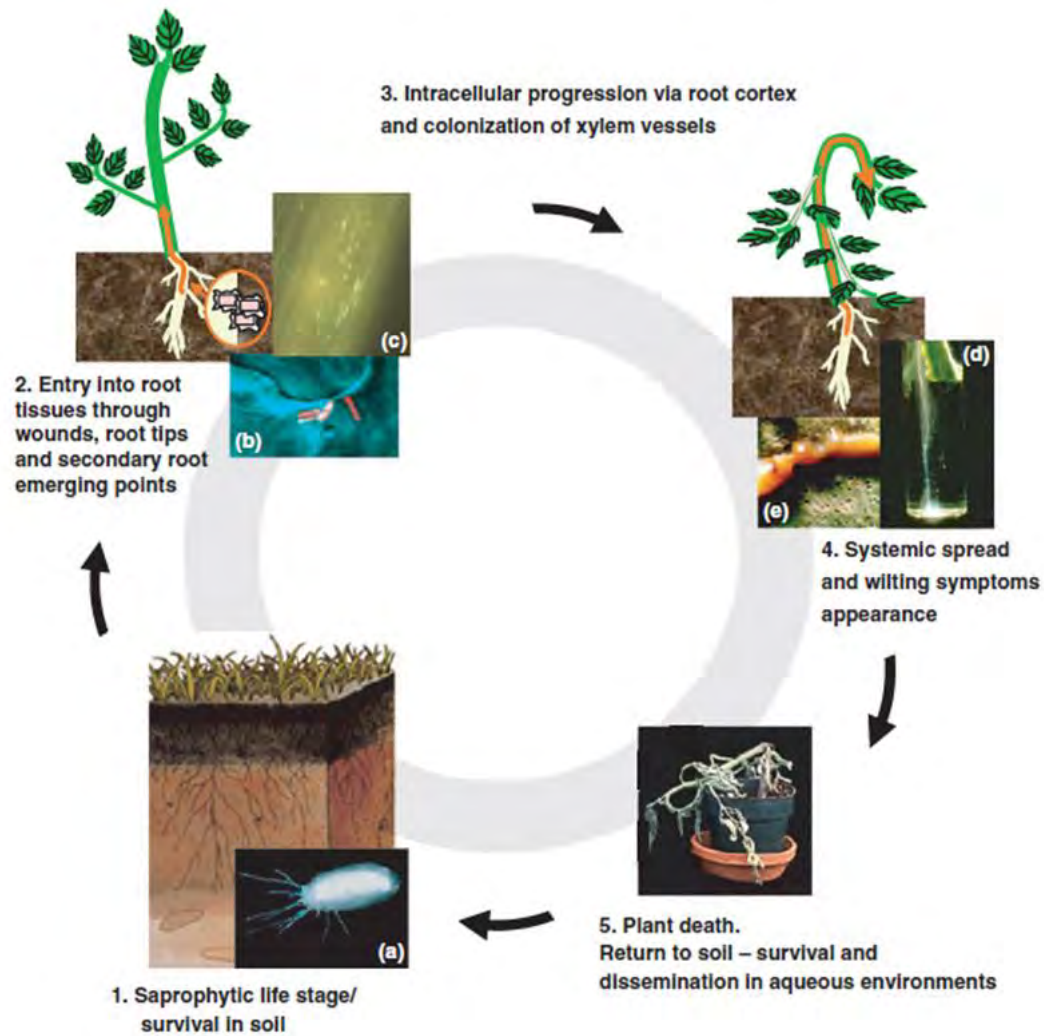 3. Intracellular progression via root cortex
and colonization of xylem vessels
(c)
(d)
2. Entry into root
tissues through
wounds, root tips
and secondary root
emerging points
(b)
(e)
4. Systemic spread
and wilting symptoms
appearance
(a)
5. Plant death.
Return to soil – survival and
dissemination in aqueous environments
1. Saprophytic life stage/
survival in soil